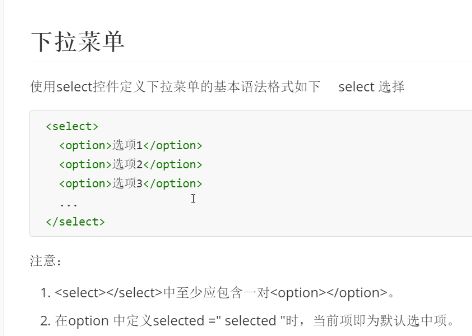 下拉菜单
使用select控件定义下拉菜单的基本语法格式如下 select 选择
<select>
<option>选项1</option>
<option>选项2</option>
<option>选项3</option>
...
</select>
注意：
1. <select></select>中至少应包含一对<option></option>。
2. 在option 中定义selected =" selected "时，当前项即为默认选中项。